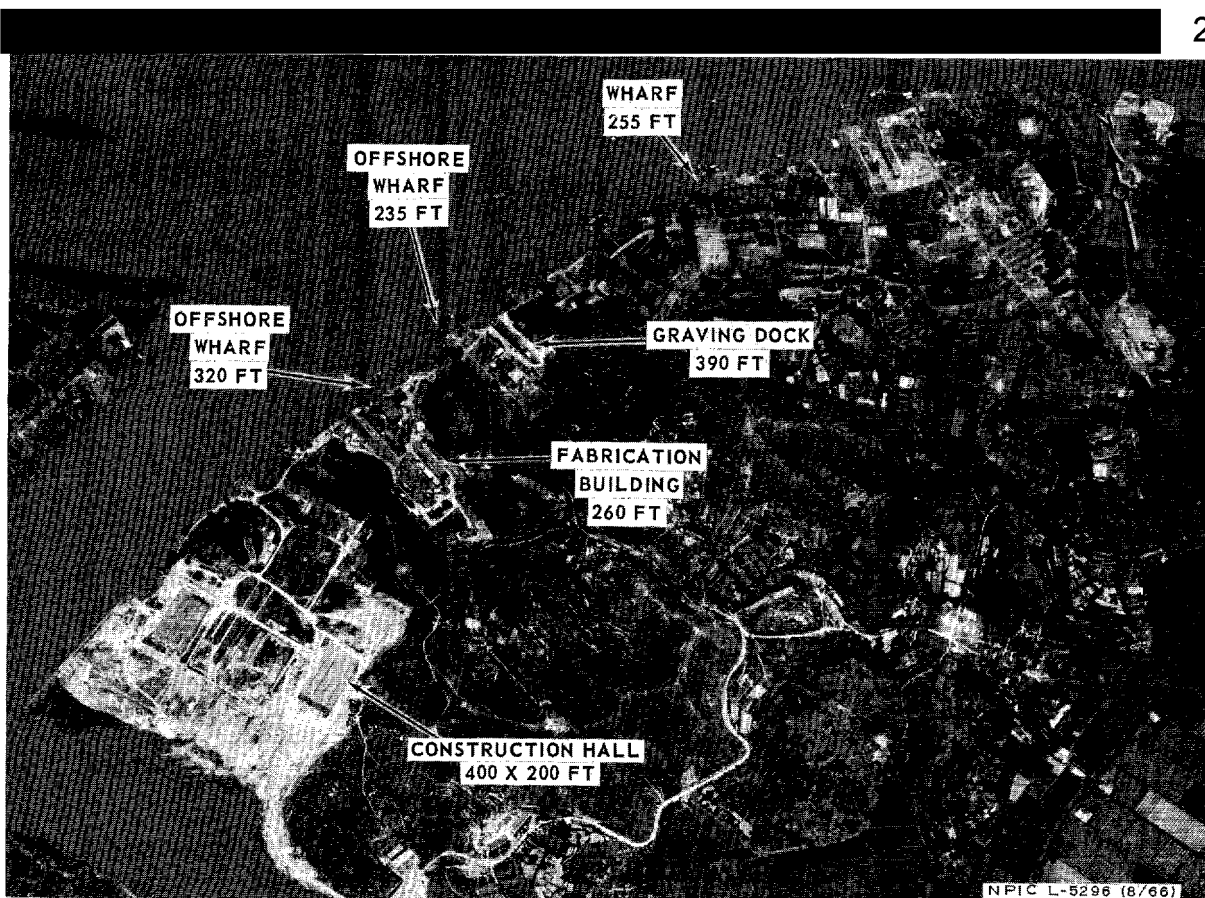 2
WHARF
255 FT
OFFSHORE
WHARF
235 FT
OFFSHORE
WHARF
320 FT
GRAVING DOCK
390 FT
FABRICATION
BUILDING
260 FT
CONSTRUCTION HALL
400 X 200 FT
NPIC L-5296 (8/66)